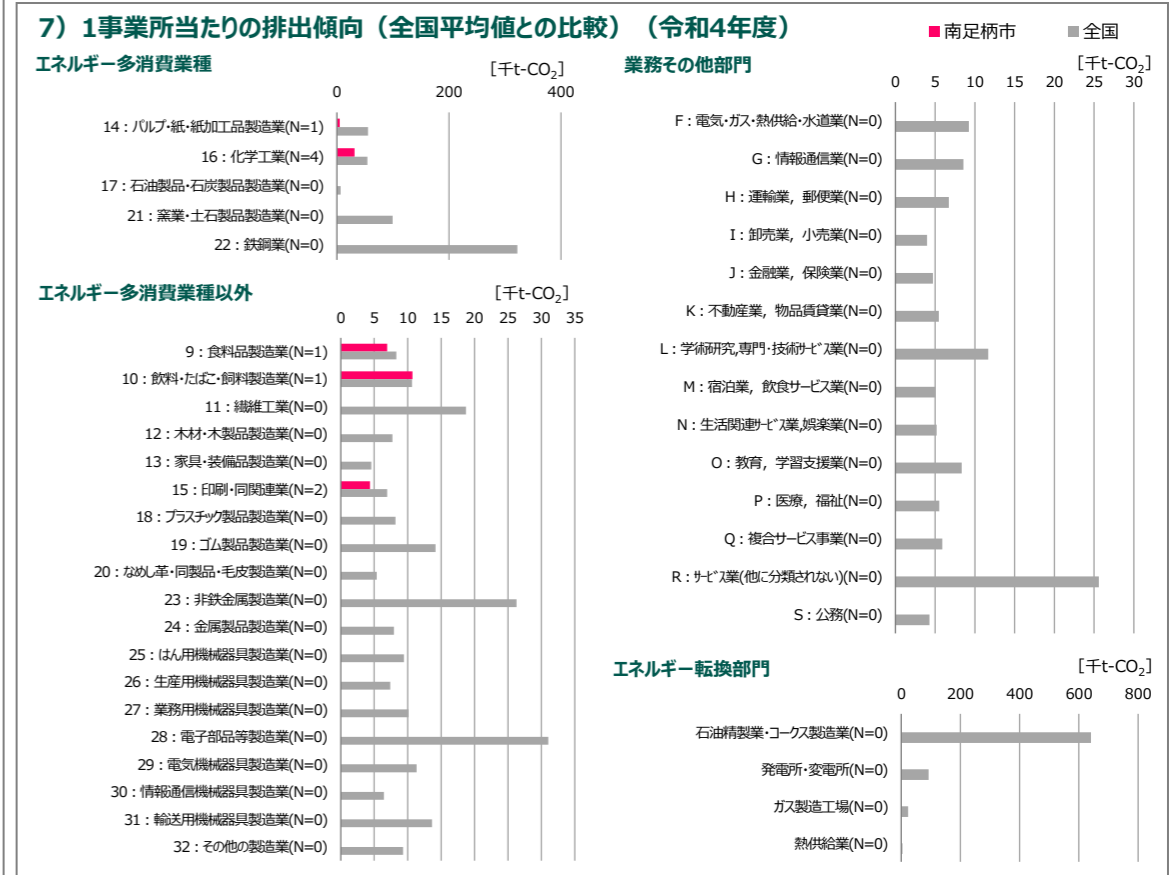 7）1事業所当たりの排出傾向（全国平均値との比較）（令和4年度）
南足柄市 全国
エネルギー多消費業種
[千t-CO₂]
0 200 400
14：パルプ・紙・紙加工品製造業(N=1)
16：化学工業(N=4)
17：石油製品・石炭製品製造業(N=0)
21：窯業・土石製品製造業(N=0)
22：鉄鋼業(N=0)
エネルギー多消費業種以外
[千t-CO₂]
0 5 10 15 20 25 30 35
9：食料品製造業(N=1)
10：飲料・たばこ・飼料製造業(N=1)
11：繊維工業(N=0)
12：木材・木製品製造業(N=0)
13：家具・装備品製造業(N=0)
15：印刷・同関連業(N=2)
18：プラスチック製品製造業(N=0)
19：ゴム製品製造業(N=0)
20：なめし革・同製品・毛皮製造業(N=0)
23：非鉄金属製造業(N=0)
24：金属製品製造業(N=0)
25：はん用機械器具製造業(N=0)
26：生産用機械器具製造業(N=0)
27：業務用機械器具製造業(N=0)
28：電子部品等製造業(N=0)
29：電気機械器具製造業(N=0)
30：情報通信機械器具製造業(N=0)
31：輸送用機械器具製造業(N=0)
32：その他の製造業(N=0)
業務その他部門
[千t-CO₂]
0 5 10 15 20 25 30
F：電気・ガス・熱供給・水道業(N=0)
G：情報通信業(N=0)
H：運輸業，郵便業(N=0)
I：卸売業，小売業(N=0)
J：金融業，保険業(N=0)
K：不動産業，物品賃貸業(N=0)
L：学術研究,専門・技術ｻｰﾋﾞｽ業(N=0)
M：宿泊業，飲食サービス業(N=0)
N：生活関連ｻｰﾋﾞｽ業,娯楽業(N=0)
O：教育，学習支援業(N=0)
P：医療，福祉(N=0)
Q：複合サービス事業(N=0)
R：ｻｰﾋﾞｽ業(他に分類されない)(N=0)
S：公務(N=0)
エネルギー転換部門
[千t-CO₂]
0 200 400 600 800
石油精製業・コークス製造業(N=0)
発電所・変電所(N=0)
ガス製造工場(N=0)
熱供給業(N=0)